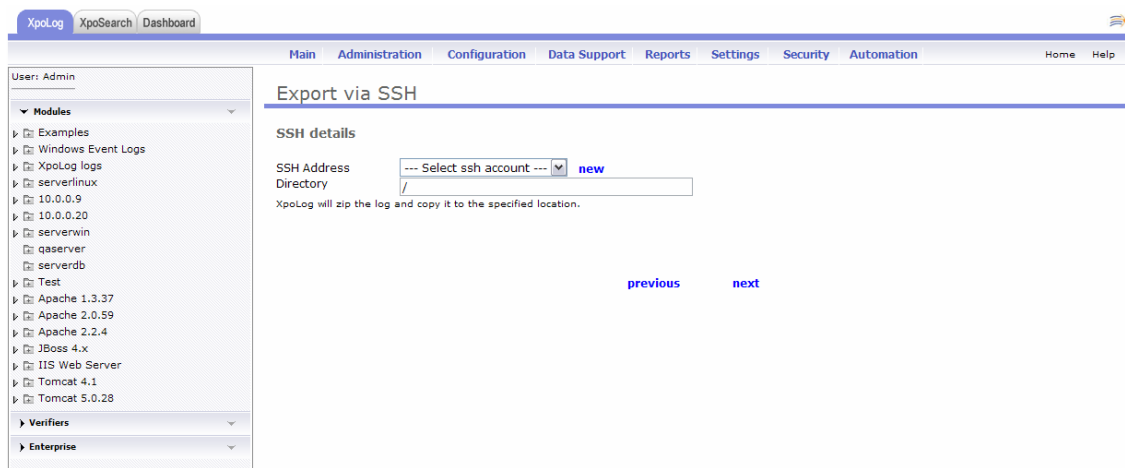 XpoLog XpoSearch Dashboard
Main Administration Configuration Data Support Reports Settings Security Automation Home Help
User: Admin
Modules
Examples
Windows Event Logs
XpoLog logs
serverlinux
10.0.0.9
10.0.0.20
serverwin
qaserver
serverdb
Test
Apache 1.3.37
Apache 2.0.59
Apache 2.2.4
JBoss 4.x
IIS Web Server
Tomcat 4.1
Tomcat 5.0.28
Verifiers
Enterprise
Export via SSH
SSH details
SSH Address --- Select ssh account --- new
Directory /
XpoLog will zip the log and copy it to the specified location.
previous next